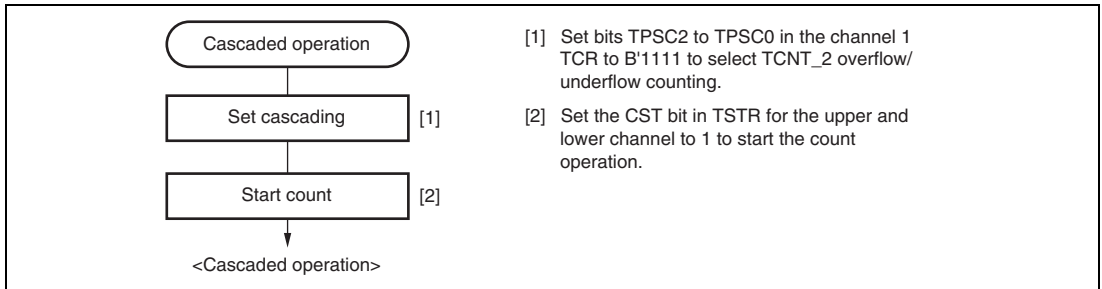 Cascaded operation
Set cascading
[1]
Start count
[2]
<Cascaded operation>
[1] Set bits TPSC2 to TPSC0 in the channel 1
TCR to B'1111 to select TCNT_2 overflow/
underflow counting.
[2] Set the CST bit in TSTR for the upper and
lower channel to 1 to start the count
operation.